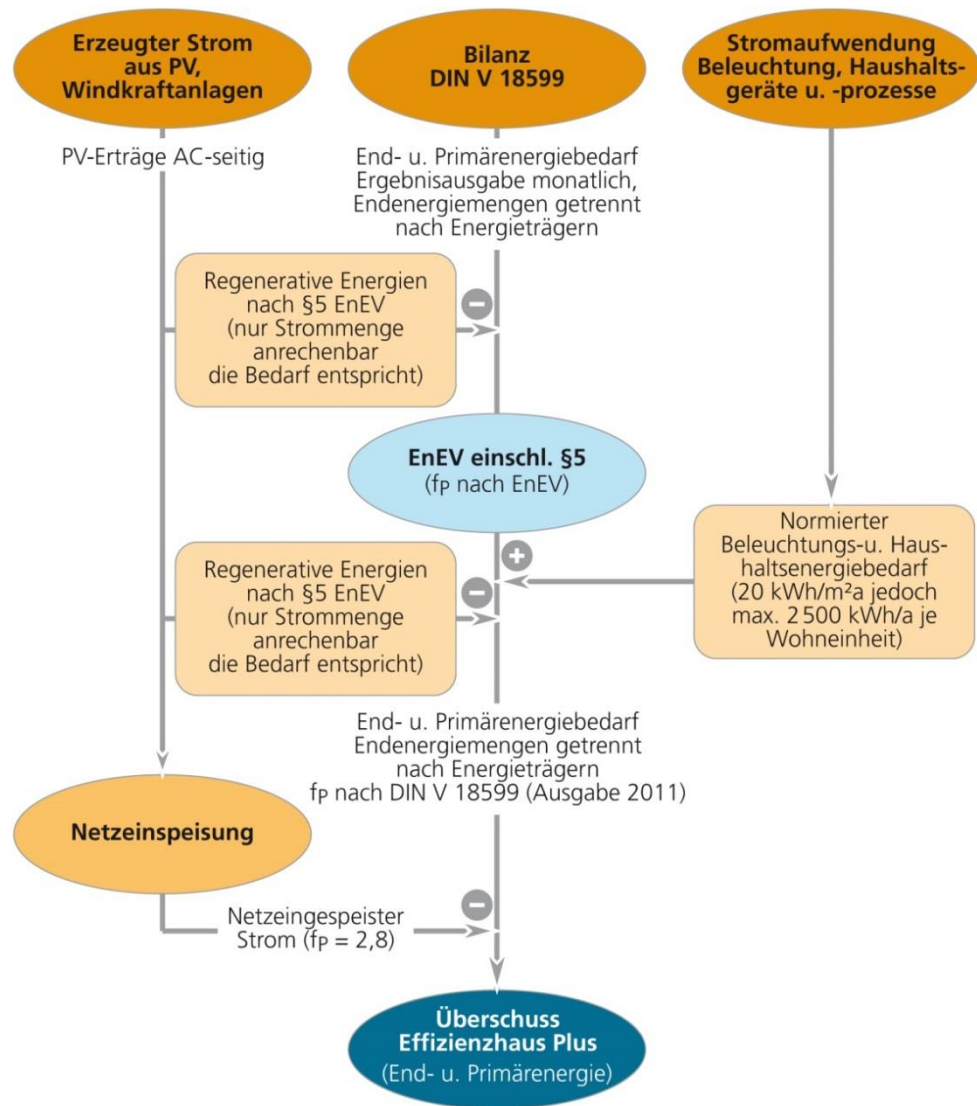 Erzeugter Strom
aus PV,
Windkraftanlagen
Bilanz
DIN V 18599
Stromaufwendung
Beleuchtung, Haushalts-
geräte u. -prozesse
PV-Erträge AC-seitig
End- u. Primärenergiebedarf
Ergebnisausgabe monatlich,
Endenergiemengen getrennt
nach Energieträgern
Regenerative Energien
nach §5 EnEV
(nur Strommenge
anrechenbar
die Bedarf entspricht)
−
EnEV einschl. §5
(fP nach EnEV)
Normierter
Beleuchtungs-u. Haus-
haltsenergiebedarf
(20 kWh/m²a jedoch
max. 2500 kWh/a je
Wohneinheit)
+
Regenerative Energien
nach §5 EnEV
(nur Strommenge
anrechenbar
die Bedarf entspricht)
−
End- u. Primärenergiebedarf
Endenergiemengen getrennt
nach Energieträgern
fP nach DIN V 18599 (Ausgabe 2011)
Netzeinspeisung
−
Netzeingespeister
Strom (fP = 2,8)
Überschuss
Effizienzhaus Plus
(End- u. Primärenergie)